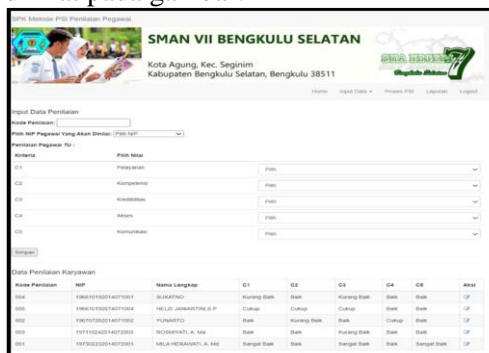 SPK Metode PSI Penilaian Pegawai
SMAN VII BENGKULU SELATAN
Kota Agung, Kec. Seginim
Kabupaten Bengkulu Selatan, Bengkulu 38511
Home Input Data Proses PSI Laporan Logout
Input Data Penilaian
Kode Penilaian:
Pilih NIP Pegawai Yang Akan Dinilai: Pilih NIP
Penilaian Pegawai TU :
Kriteria Pilih Nilai
C1 Pelayanan Pilih
C2 Kompetensi Pilih
C3 Kredibilitas Pilih
C4 Akses Pilih
C5 Komunikasi Pilih
Simpan
Data Penilaian Karyawan
Kode Penilaian NIP Nama Lengkap C1 C2 C3 C4 C5 Aksi
004 SUKATNO Kurang Baik Baik Kurang Baik Baik Baik
005 Cukup Cukup Cukup Baik Baik
002 YUNARTO Baik Kurang Baik Baik Baik Baik
003 ROSMIYATI, A. Md Baik Baik Kurang Baik Baik Baik
001 MILA HERAWATI, A. Md Sangat Baik Baik Sangat Baik Baik Sangat Baik